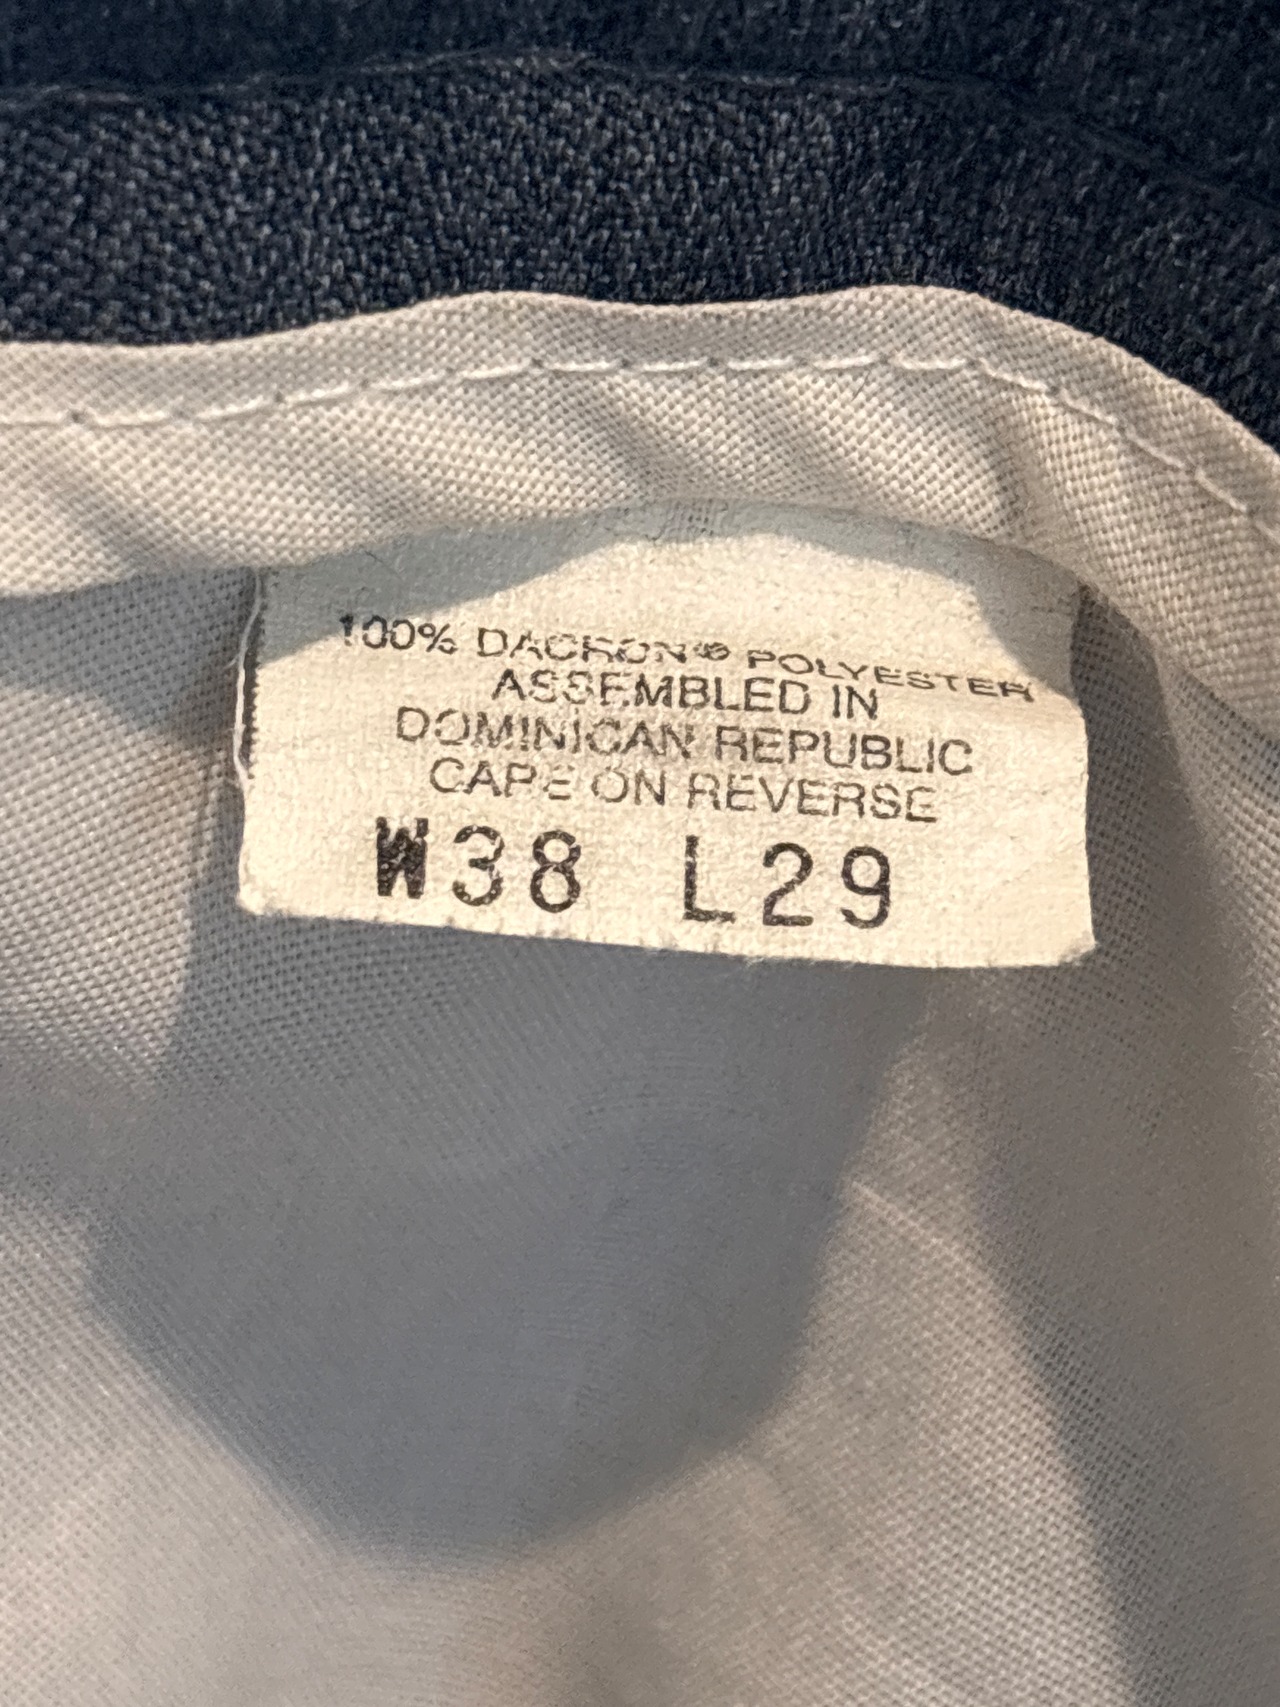 100% DACRON® POLYESTER
ASSEMBLED IN
DOMINICAN REPUBLIC
CARE ON REVERSE
W38 L29